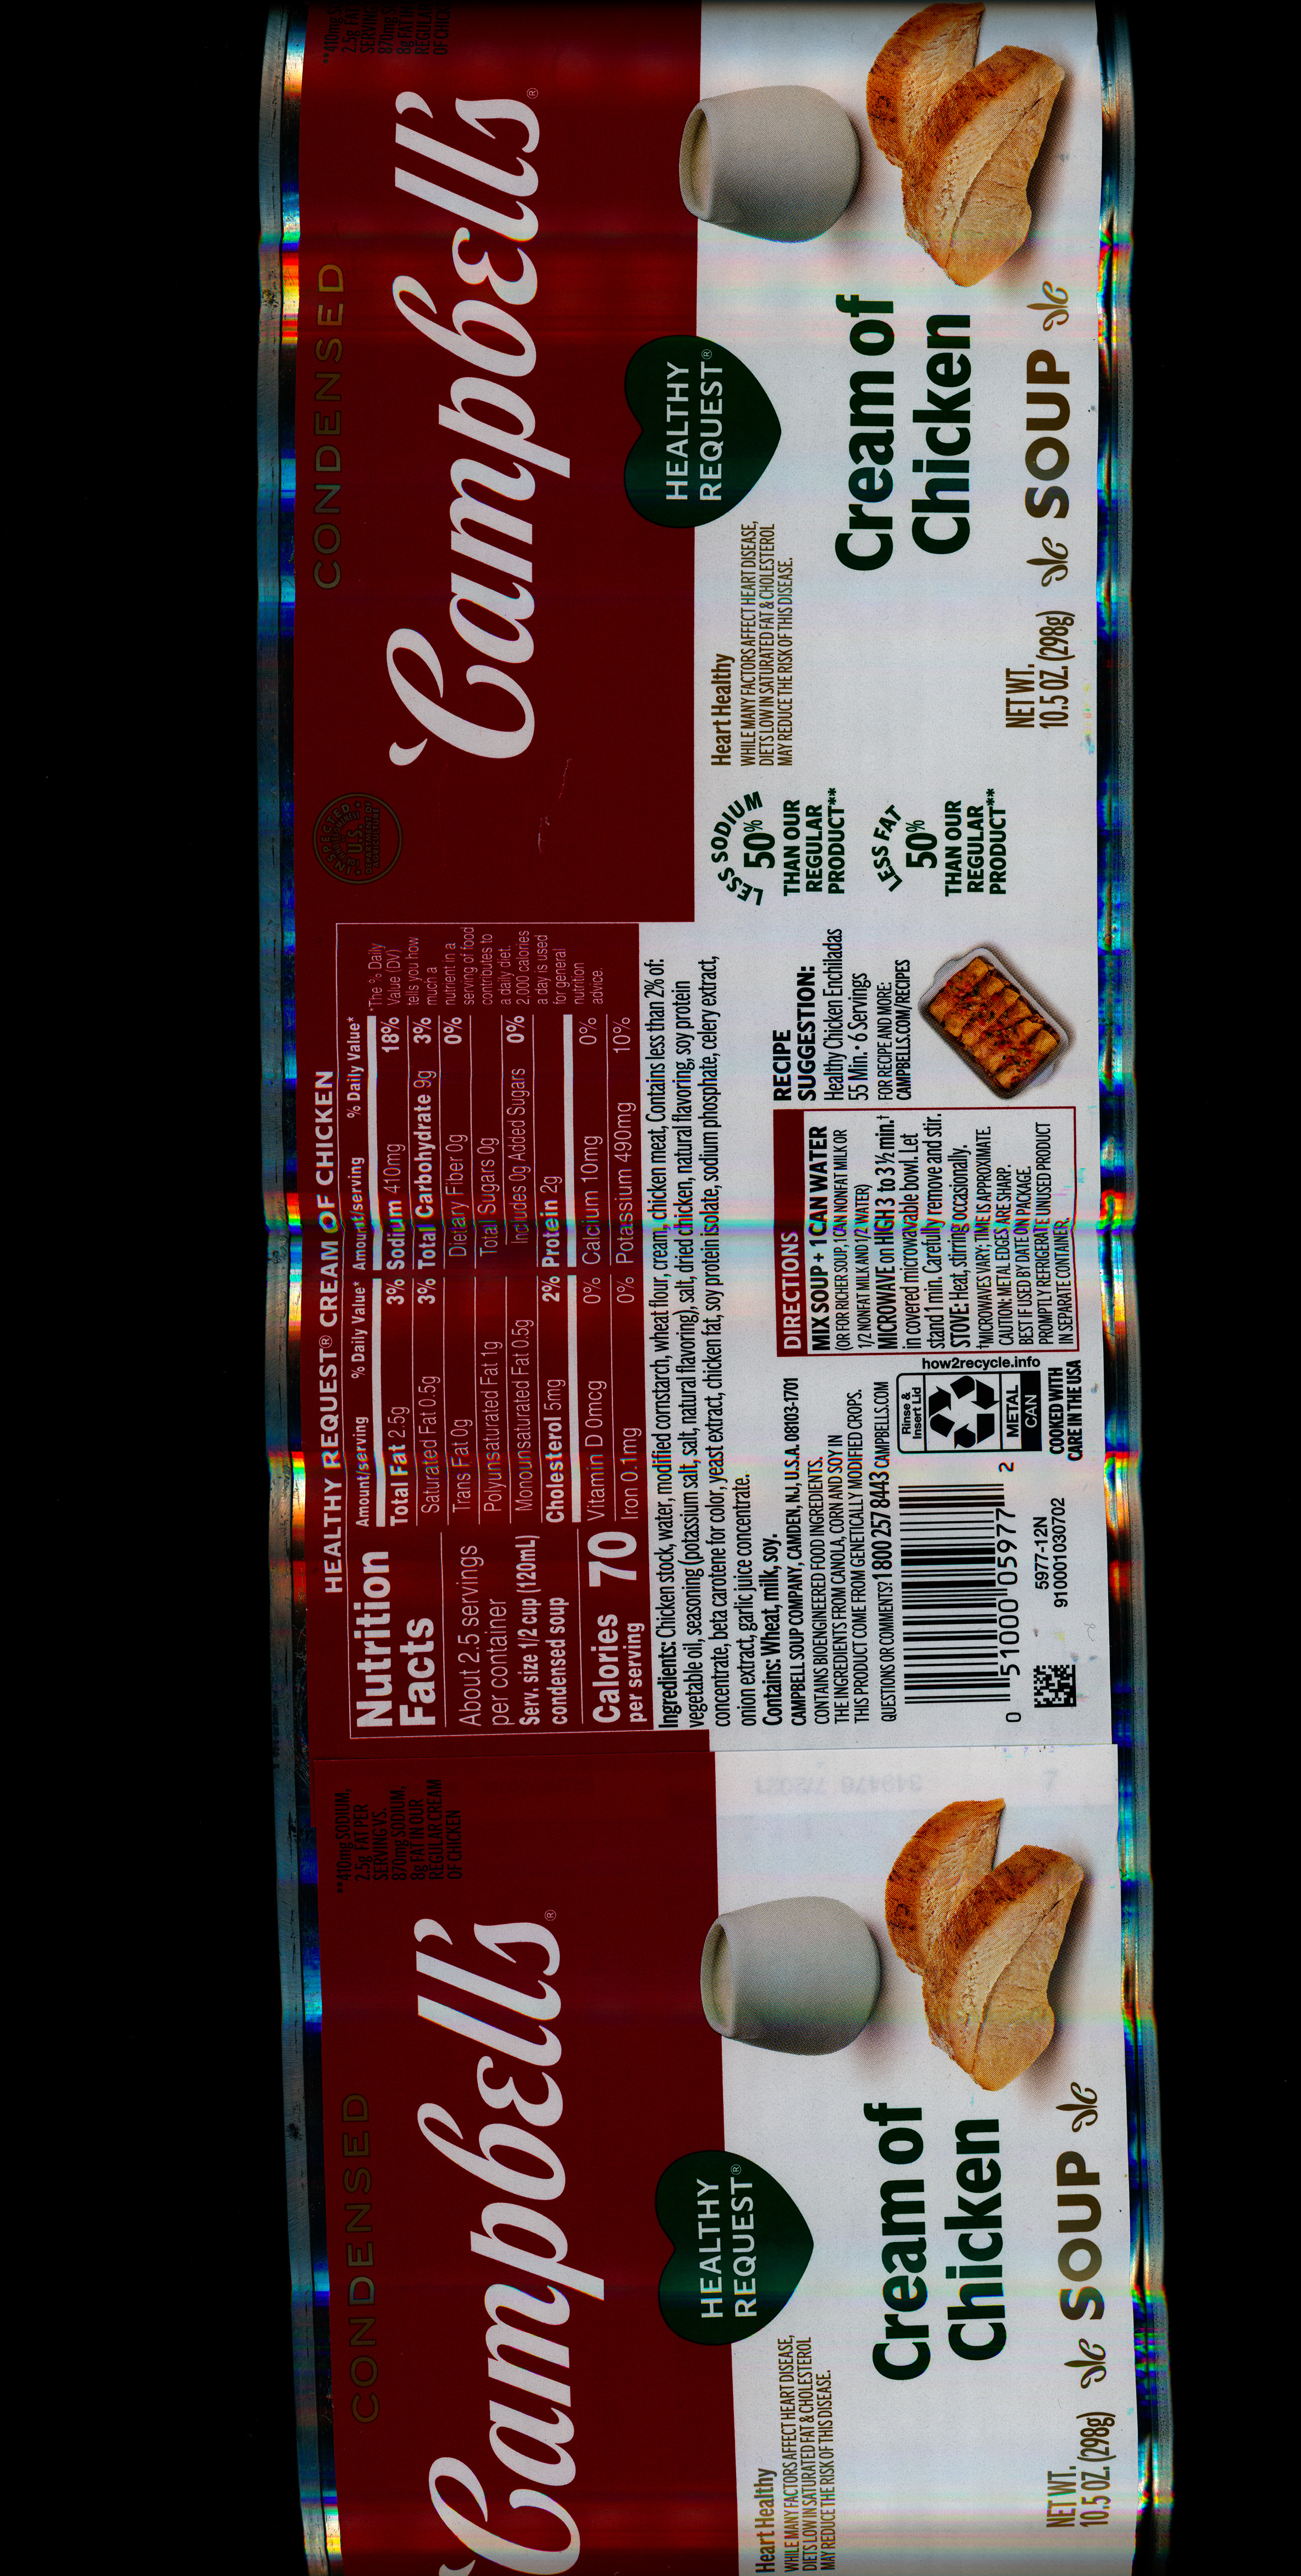 CONDENSED
Campbell's®
HEALTHY
REQUEST®
Cream of
Chicken
SOUP
Heart Healthy
WHILE MANY FACTORS AFFECT HEART DISEASE,
DIETS LOW IN SATURATED FAT & CHOLESTEROL
MAY REDUCE THE RISK OF THIS DISEASE.
NET WT.
10.5 OZ. (298g)
**410mg SODIUM,
2.5g FAT PER
SERVING VS.
870mg SODIUM,
8g FAT IN OUR
REGULAR CREAM
OF CHICKEN
HEALTHY REQUEST® CREAM OF CHICKEN
Nutrition
Facts
About 2.5 servings
per container
Serv. size 1/2 cup (120mL)
condensed soup
Calories 70
per serving
Amount/serving % Daily Value*
Total Fat 2.5g 3%
Saturated Fat 0.5g 3%
Trans Fat 0g
Polyunsaturated Fat 1g
Monounsaturated Fat 0.5g
Cholesterol 5mg 2%
Vitamin D 0mcg 0%
Iron 0.1mg 0%
Amount/serving % Daily Value*
Sodium 410mg 18%
Total Carbohydrate 9g 3%
Dietary Fiber 0g 0%
Total Sugars 0g
Includes 0g Added Sugars 0%
Protein 2g
Calcium 10mg 0%
Potassium 490mg 10%
*The % Daily
Value (DV)
tells you how
much a
nutrient in a
serving of food
contributes to
a daily diet.
2,000 calories
a day is used
for general
nutrition
advice.
Ingredients: Chicken stock, water, modified cornstarch, wheat flour, cream, chicken meat, Contains less than 2% of:
vegetable oil, seasoning (potassium salt, salt, natural flavoring), salt, dried chicken, natural flavoring, soy protein
concentrate, beta carotene for color, yeast extract, chicken fat, soy protein isolate, sodium phosphate, celery extract,
onion extract, garlic juice concentrate.
Contains: Wheat, milk, soy.
CAMPBELL SOUP COMPANY, CAMDEN, NJ, U.S.A. 08103-1701
CONTAINS BIOENGINEERED FOOD INGREDIENTS.
THE INGREDIENTS FROM CANOLA, CORN AND SOY IN
THIS PRODUCT COME FROM GENETICALLY MODIFIED CROPS.
QUESTIONS OR COMMENTS? 1 800 257 8443 CAMPBELLS.COM
0 51000 05977 2
5977-12N
910001030702
how2recycle.info
Rinse &
Insert Lid
METAL
CAN
COOKED WITH
CARE IN THE USA
DIRECTIONS
MIX SOUP + 1 CAN WATER
(OR FOR RICHER SOUP, 1 CAN NONFAT MILK OR
1/2 NONFAT MILK AND 1/2 WATER)
MICROWAVE on HIGH 3 to 3 ½ min.†
in covered microwavable bowl. Let
stand 1 min. Carefully remove and stir.
STOVE: Heat, stirring occasionally.
†MICROWAVES VARY; TIME IS APPROXIMATE.
CAUTION: METAL EDGES ARE SHARP.
BEST IF USED BY DATE ON PACKAGE.
PROMPTLY REFRIGERATE UNUSED PRODUCT
IN SEPARATE CONTAINER.
RECIPE
SUGGESTION:
Healthy Chicken Enchiladas
55 Min. • 6 Servings
FOR RECIPE AND MORE:
CAMPBELLS.COM/RECIPES
LESS SODIUM
50%
THAN OUR
REGULAR
PRODUCT**
LESS FAT
50%
THAN OUR
REGULAR
PRODUCT**
INSPECTED
U.S.
DEPARTMENT OF
AGRICULTURE
CONDENSED
Campbell's®
HEALTHY
REQUEST®
Cream of
Chicken
SOUP
Heart Healthy
WHILE MANY FACTORS AFFECT HEART DISEASE,
DIETS LOW IN SATURATED FAT & CHOLESTEROL
MAY REDUCE THE RISK OF THIS DISEASE.
NET WT.
10.5 OZ. (298g)
**410mg S
2.5g FAT
SERVING
870mg S
8g FAT IN
REGULAR
OF CHICK